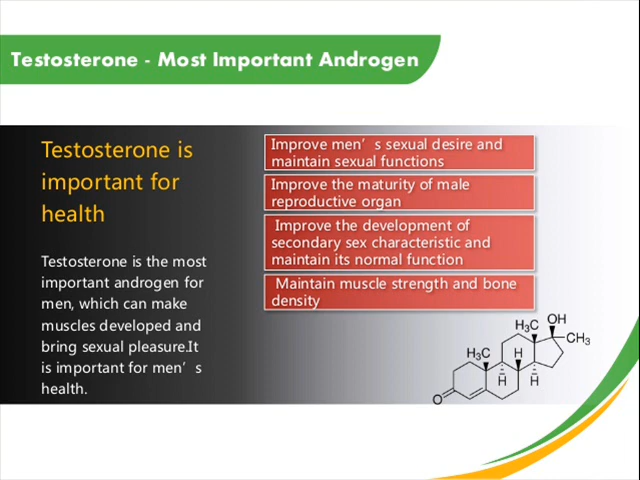 Testosterone - Most Important Androgen
Testosterone is
important for
health
Testosterone is the most
important androgen for
men, which can make
muscles developed and
bring sexual pleasure.It
is important for men’s
health.
Improve men’s sexual desire and
maintain sexual functions
Improve the maturity of male
reproductive organ
Improve the development of
secondary sex characteristic and
maintain its normal function
Maintain muscle strength and bone
density
OH
H₃C
CH₃
H₃C
H
H
H
O